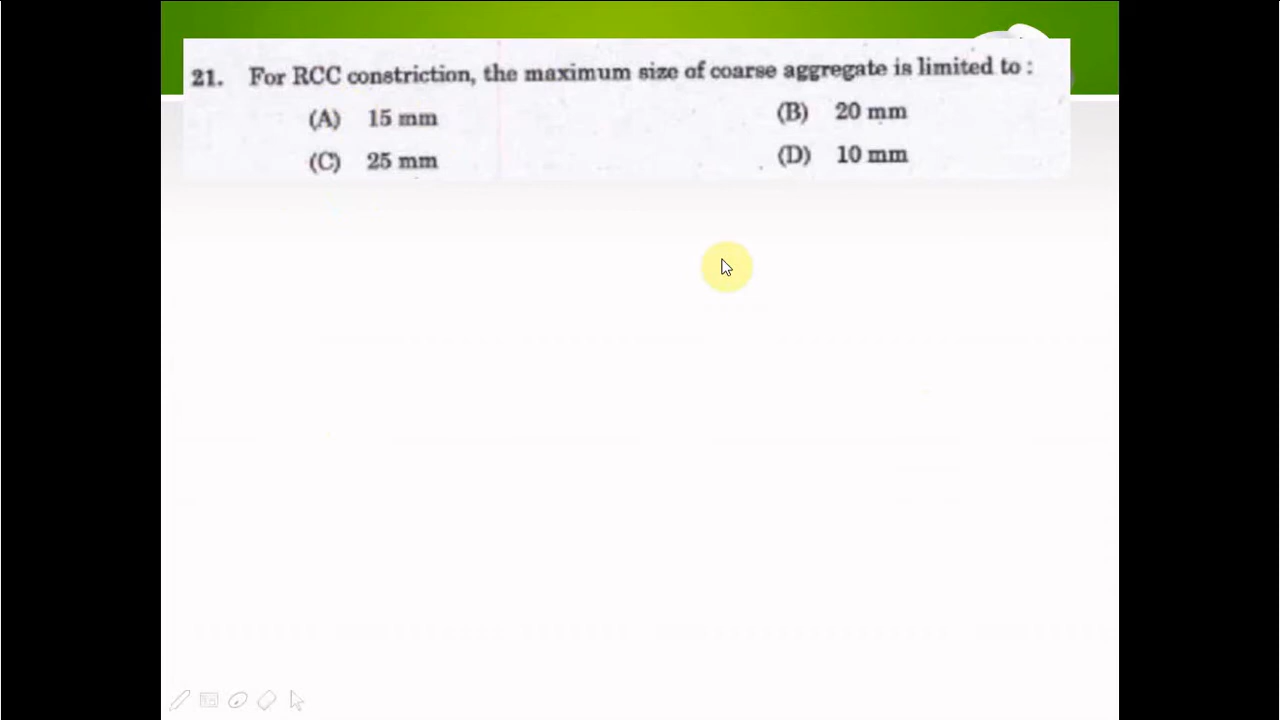 21. For RCC constriction, the maximum size of coarse aggregate is limited to :
(A) 15 mm (B) 20 mm
(C) 25 mm (D) 10 mm